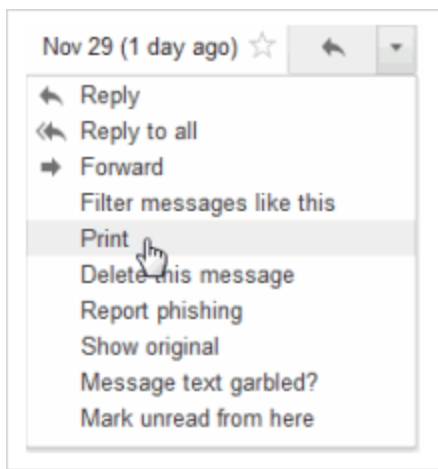 Nov 29 (1 day ago)
Reply
Reply to all
Forward
Filter messages like this
Print
Delete this message
Report phishing
Show original
Message text garbled?
Mark unread from here